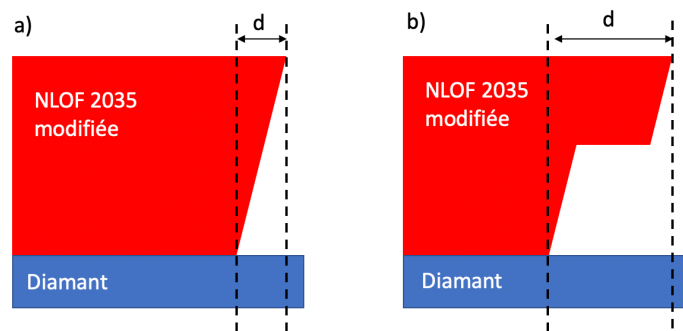 a)
d
NLOF 2035
modifiée
Diamant
b)
d
NLOF 2035
modifiée
Diamant